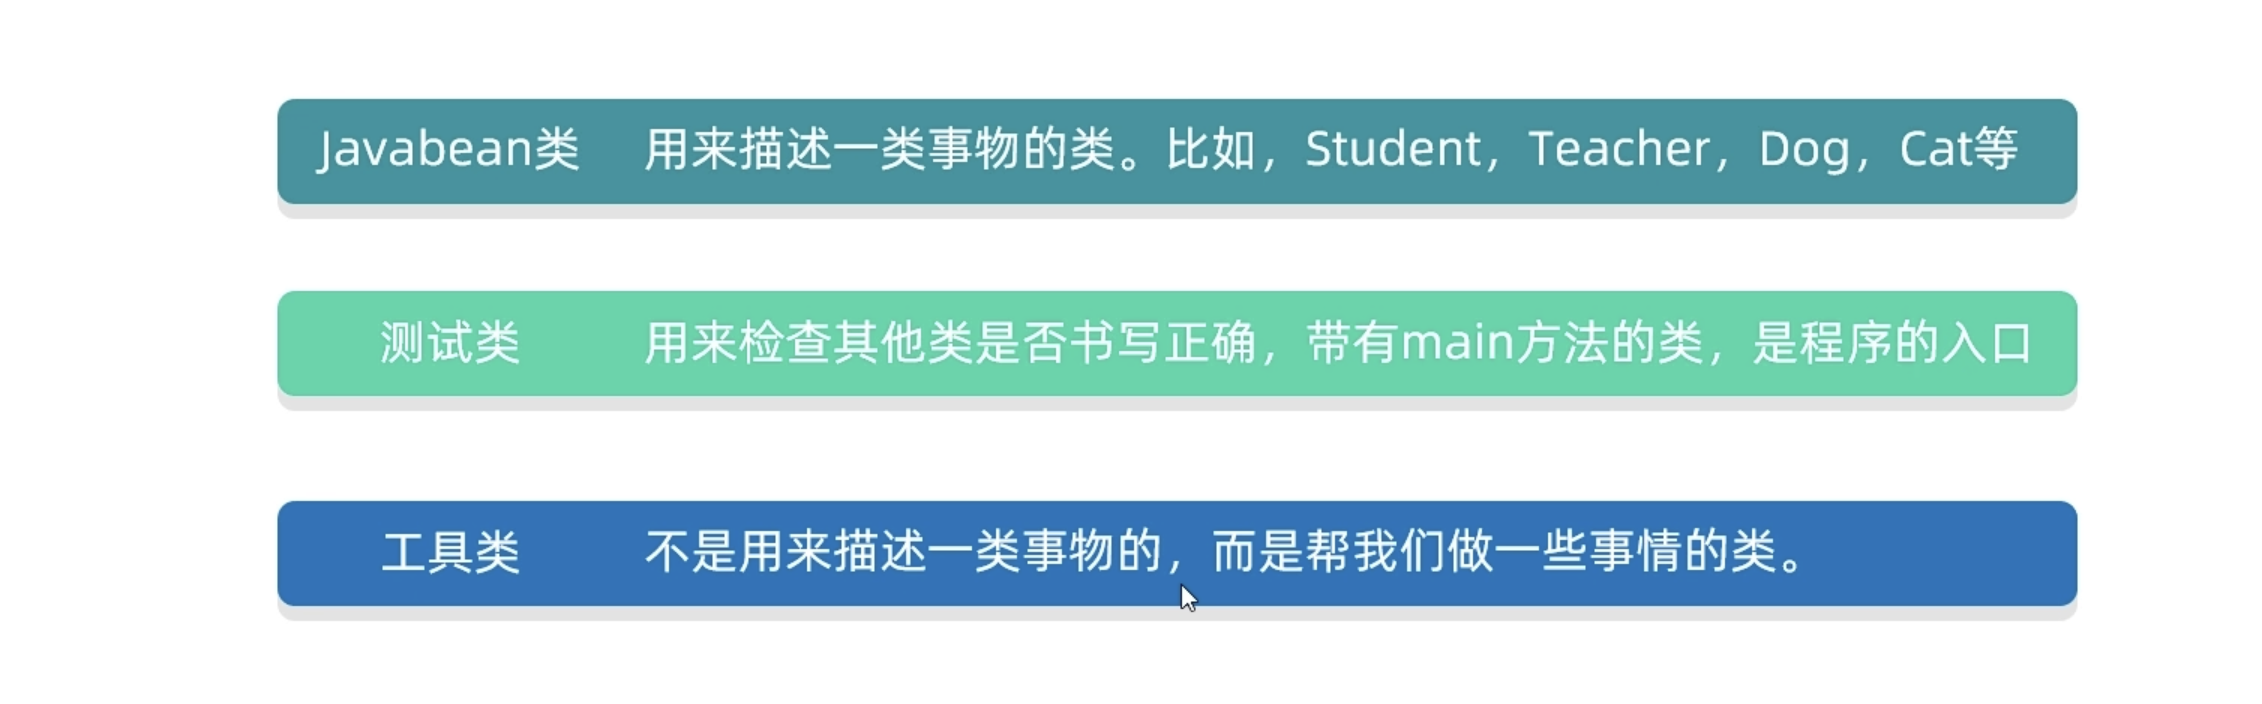 Javabean类 用来描述一类事物的类。比如，Student，Teacher，Dog，Cat等
测试类 用来检查其他类是否书写正确，带有main方法的类，是程序的入口
工具类 不是用来描述一类事物的，而是帮我们做一些事情的类。